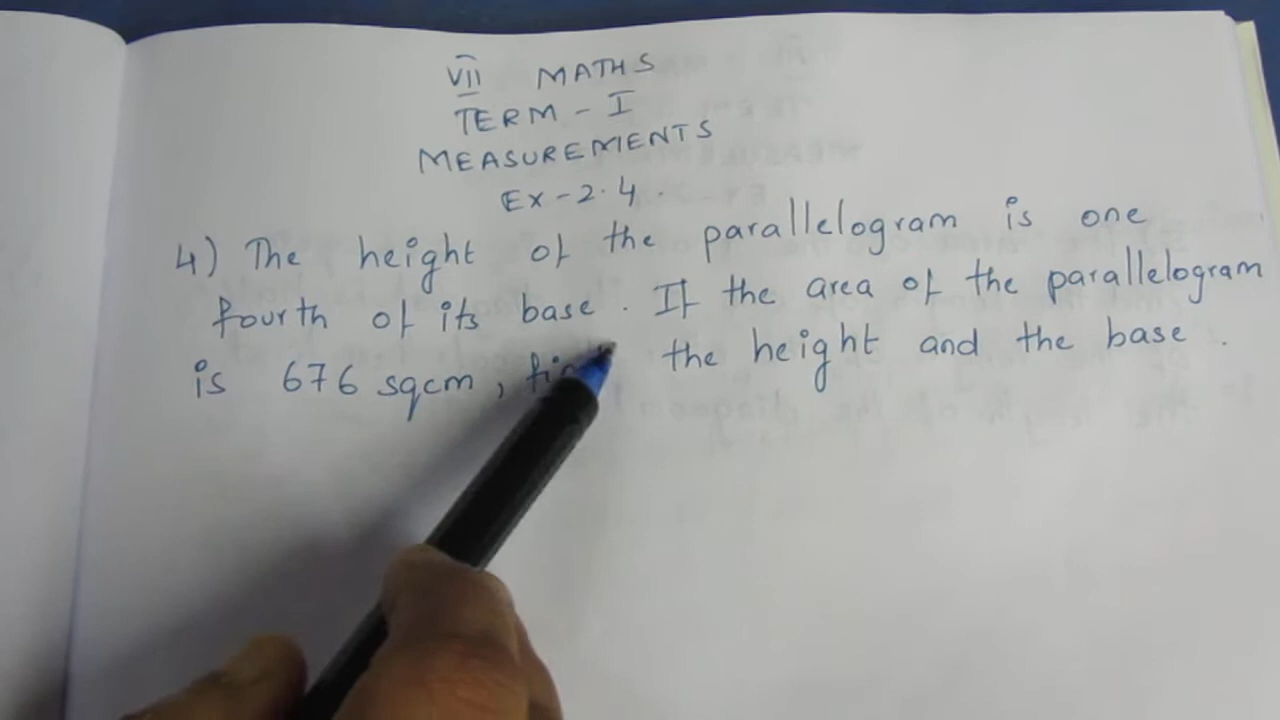 VII MATHS
TERM - I
MEASUREMENTS
Ex - 2.4.
4) The height of the parallelogram is one
fourth of its base. If the area of the parallelogram
is 676 sqcm, the height and the base.